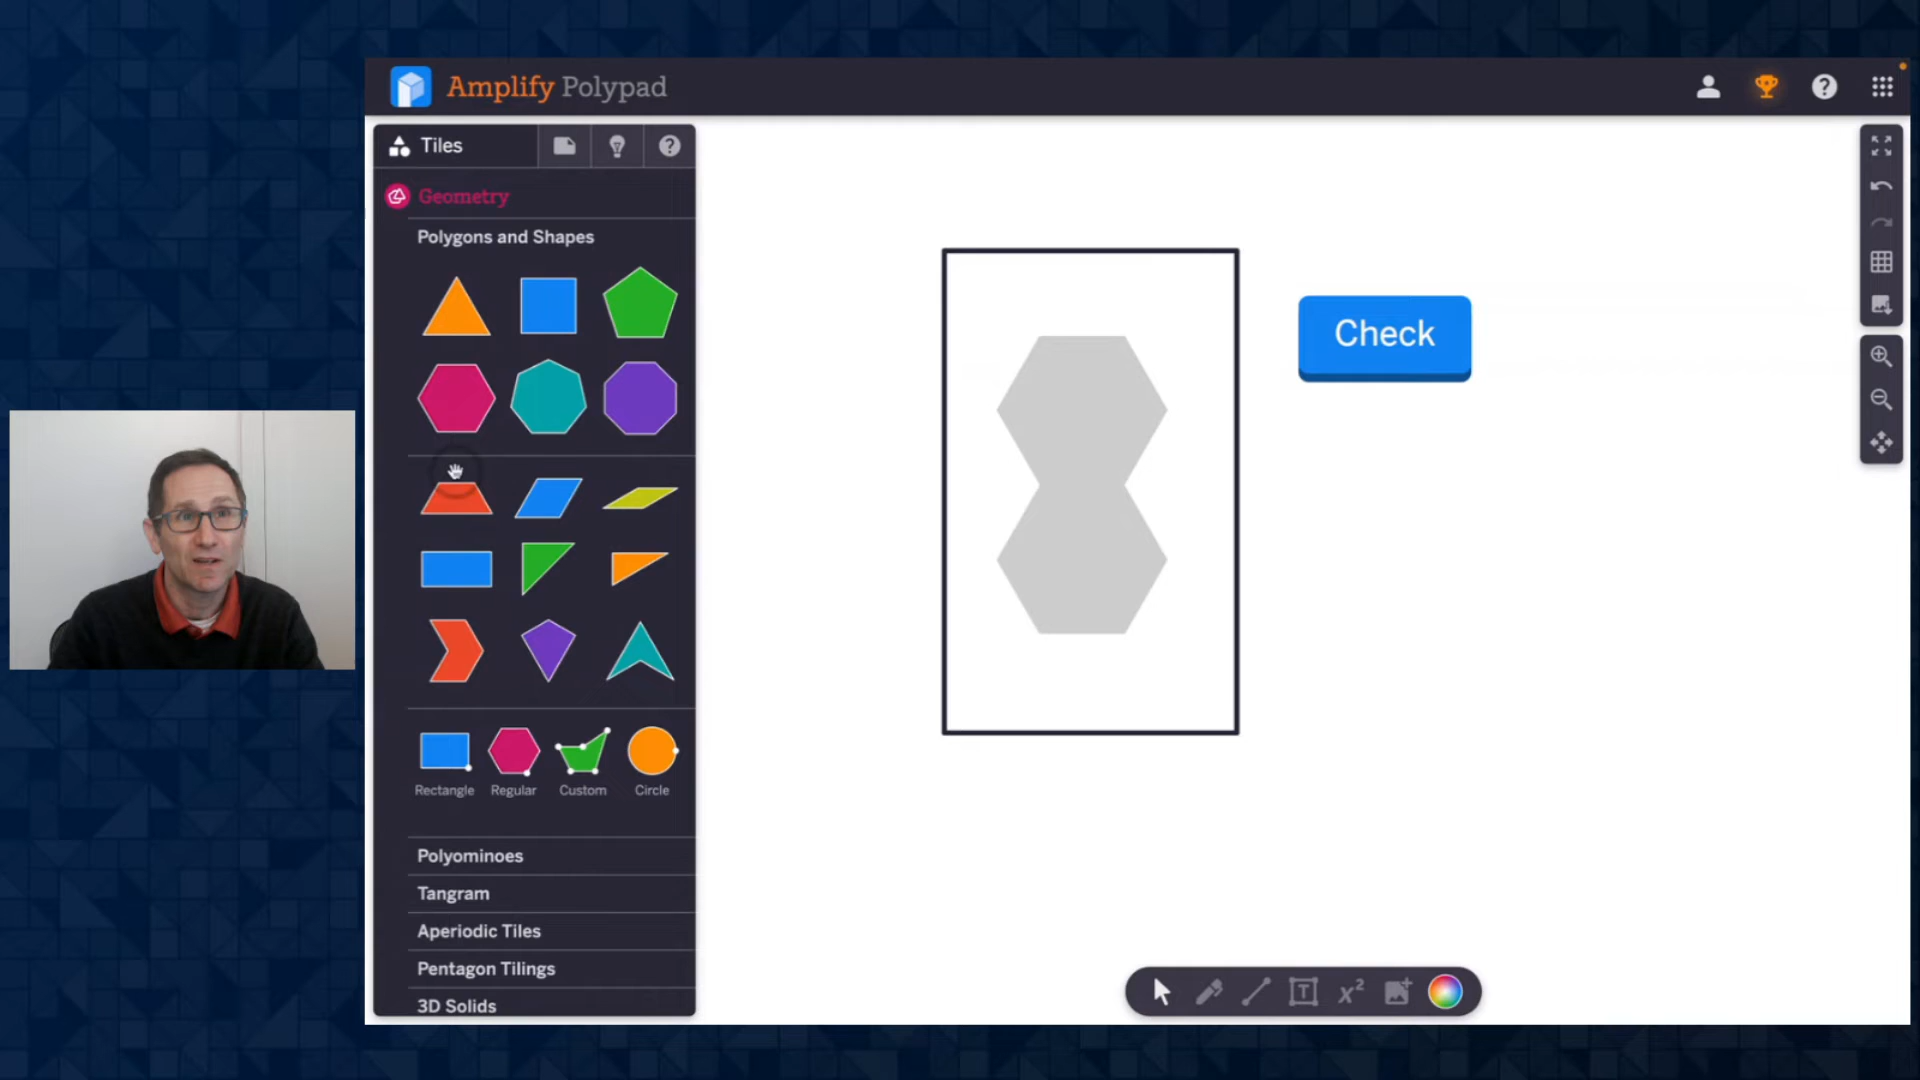 Amplify Polypad
Tiles
Geometry
Polygons and Shapes
Rectangle Regular Custom Circle
Polyominoes
Tangram
Aperiodic Tiles
Pentagon Tilings
3D Solids
Check
T
x²